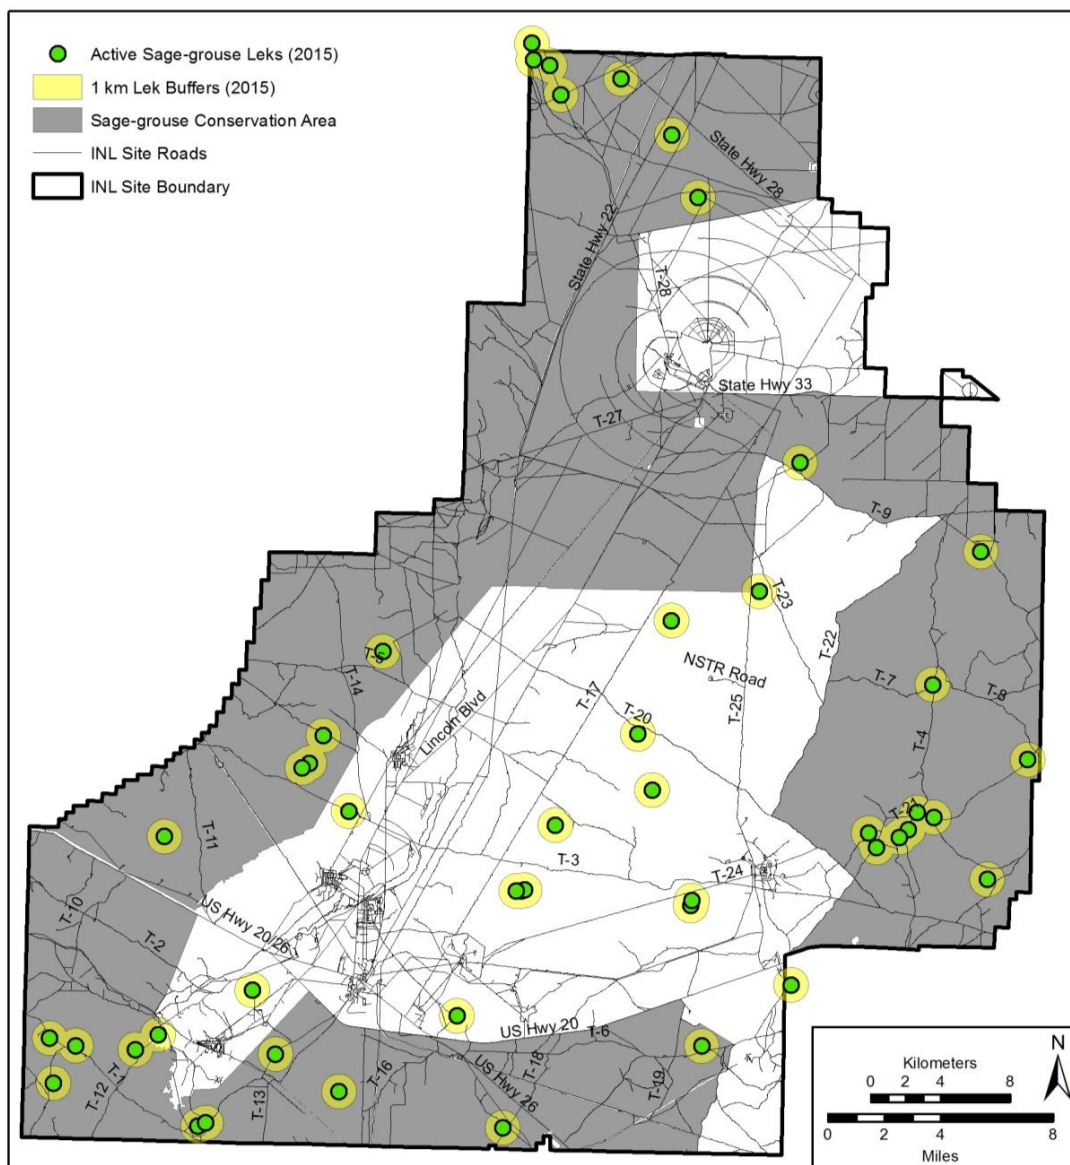 Active Sage-grouse Leks (2015)
1 km Lek Buffers (2015)
Sage-grouse Conservation Area
INL Site Roads
INL Site Boundary
State Hwy 28
State Hwy 22
T-28
State Hwy 33
T-27
T-9
T-23
T-22
T-5
T-14
NSTR Road
T-7
T-8
T-17
T-25
Lincoln Blvd
T-20
T-4
T-21
T-11
T-3
T-24
T-10
US Hwy 20/26
T-2
US Hwy 20
T-6
T-12
T-1
T-13
T-16
US Hwy 26
T-18
T-19
N
Kilometers
0 2 4 8
0 2 4 8
Miles